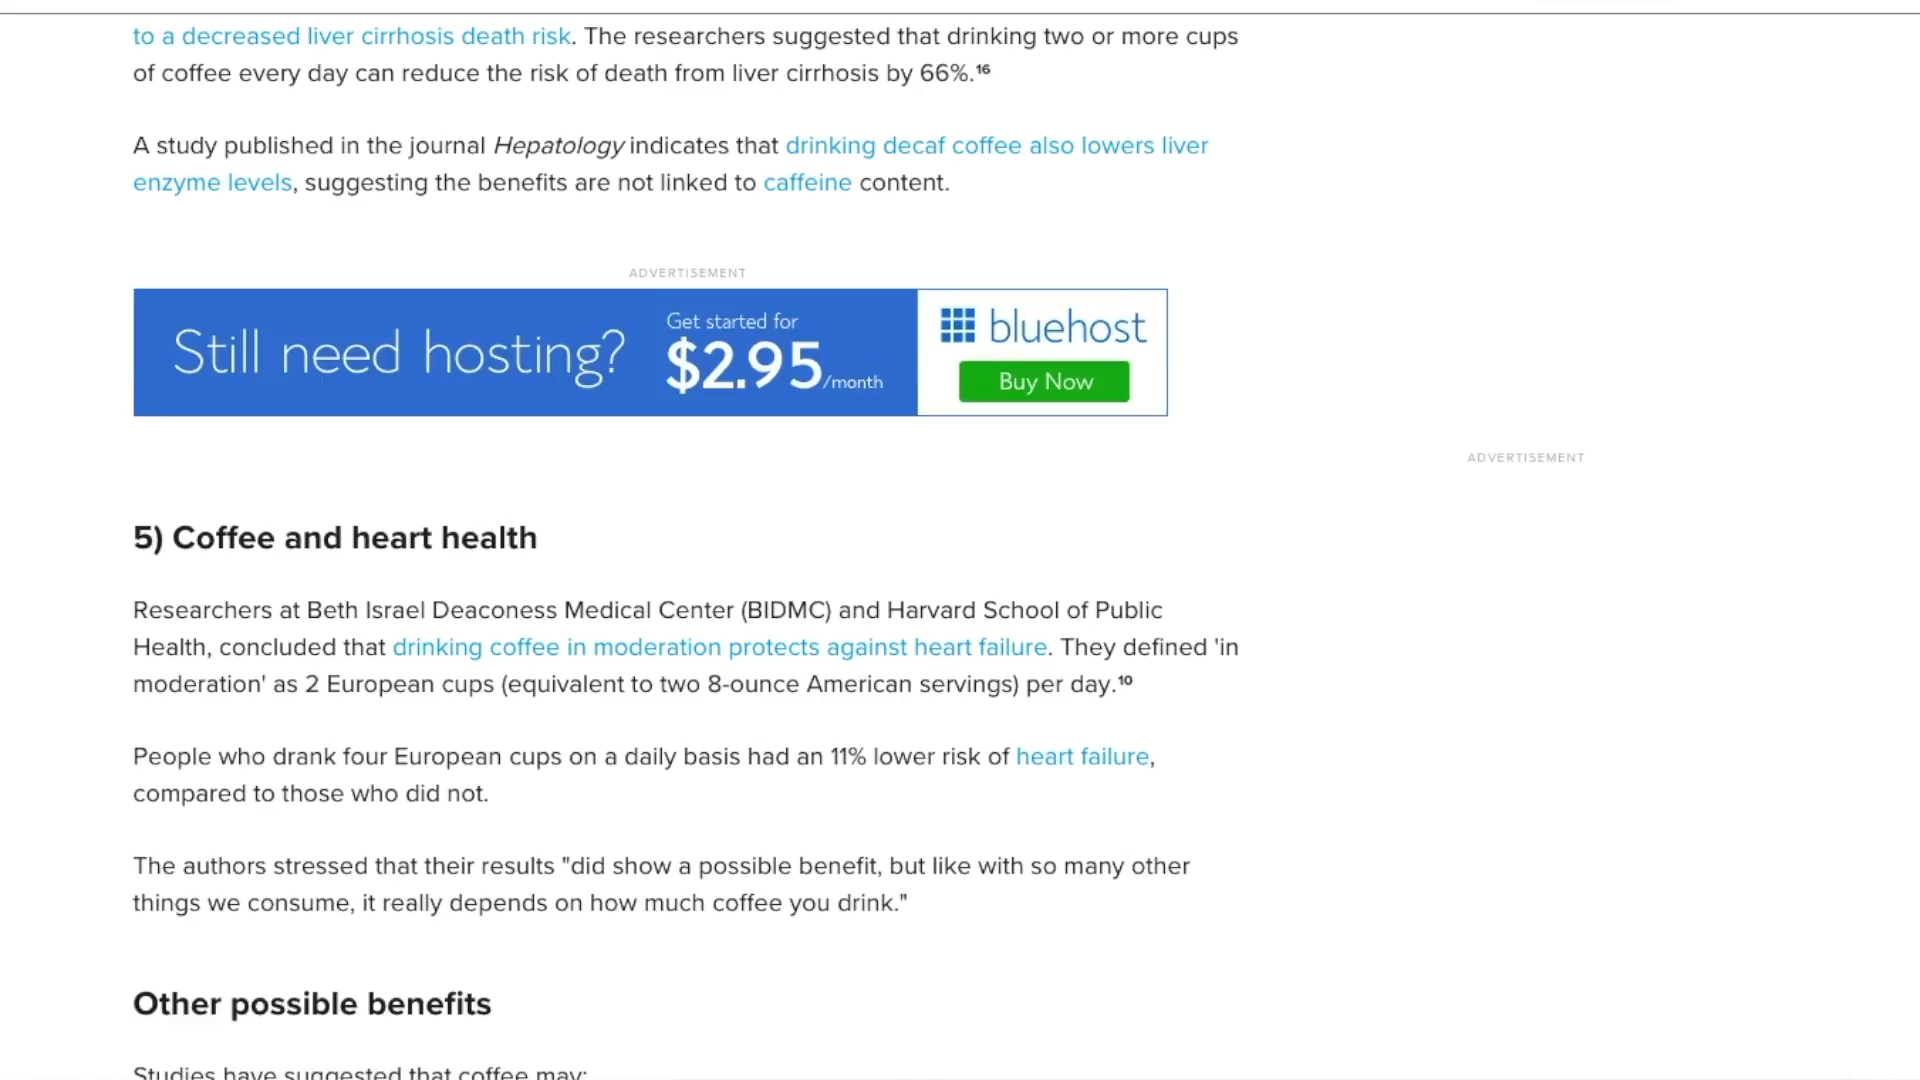 to a decreased liver cirrhosis death risk. The researchers suggested that drinking two or more cups
of coffee every day can reduce the risk of death from liver cirrhosis by 66%.¹⁶
A study published in the journal Hepatology indicates that drinking decaf coffee also lowers liver
enzyme levels, suggesting the benefits are not linked to caffeine content.
ADVERTISEMENT
Still need hosting?
Get started for
$2.95/month
bluehost
Buy Now
ADVERTISEMENT
5) Coffee and heart health
Researchers at Beth Israel Deaconess Medical Center (BIDMC) and Harvard School of Public
Health, concluded that drinking coffee in moderation protects against heart failure. They defined 'in
moderation' as 2 European cups (equivalent to two 8-ounce American servings) per day.¹⁰
People who drank four European cups on a daily basis had an 11% lower risk of heart failure,
compared to those who did not.
The authors stressed that their results "did show a possible benefit, but like with so many other
things we consume, it really depends on how much coffee you drink."
Other possible benefits
Studies have suggested that coffee may: